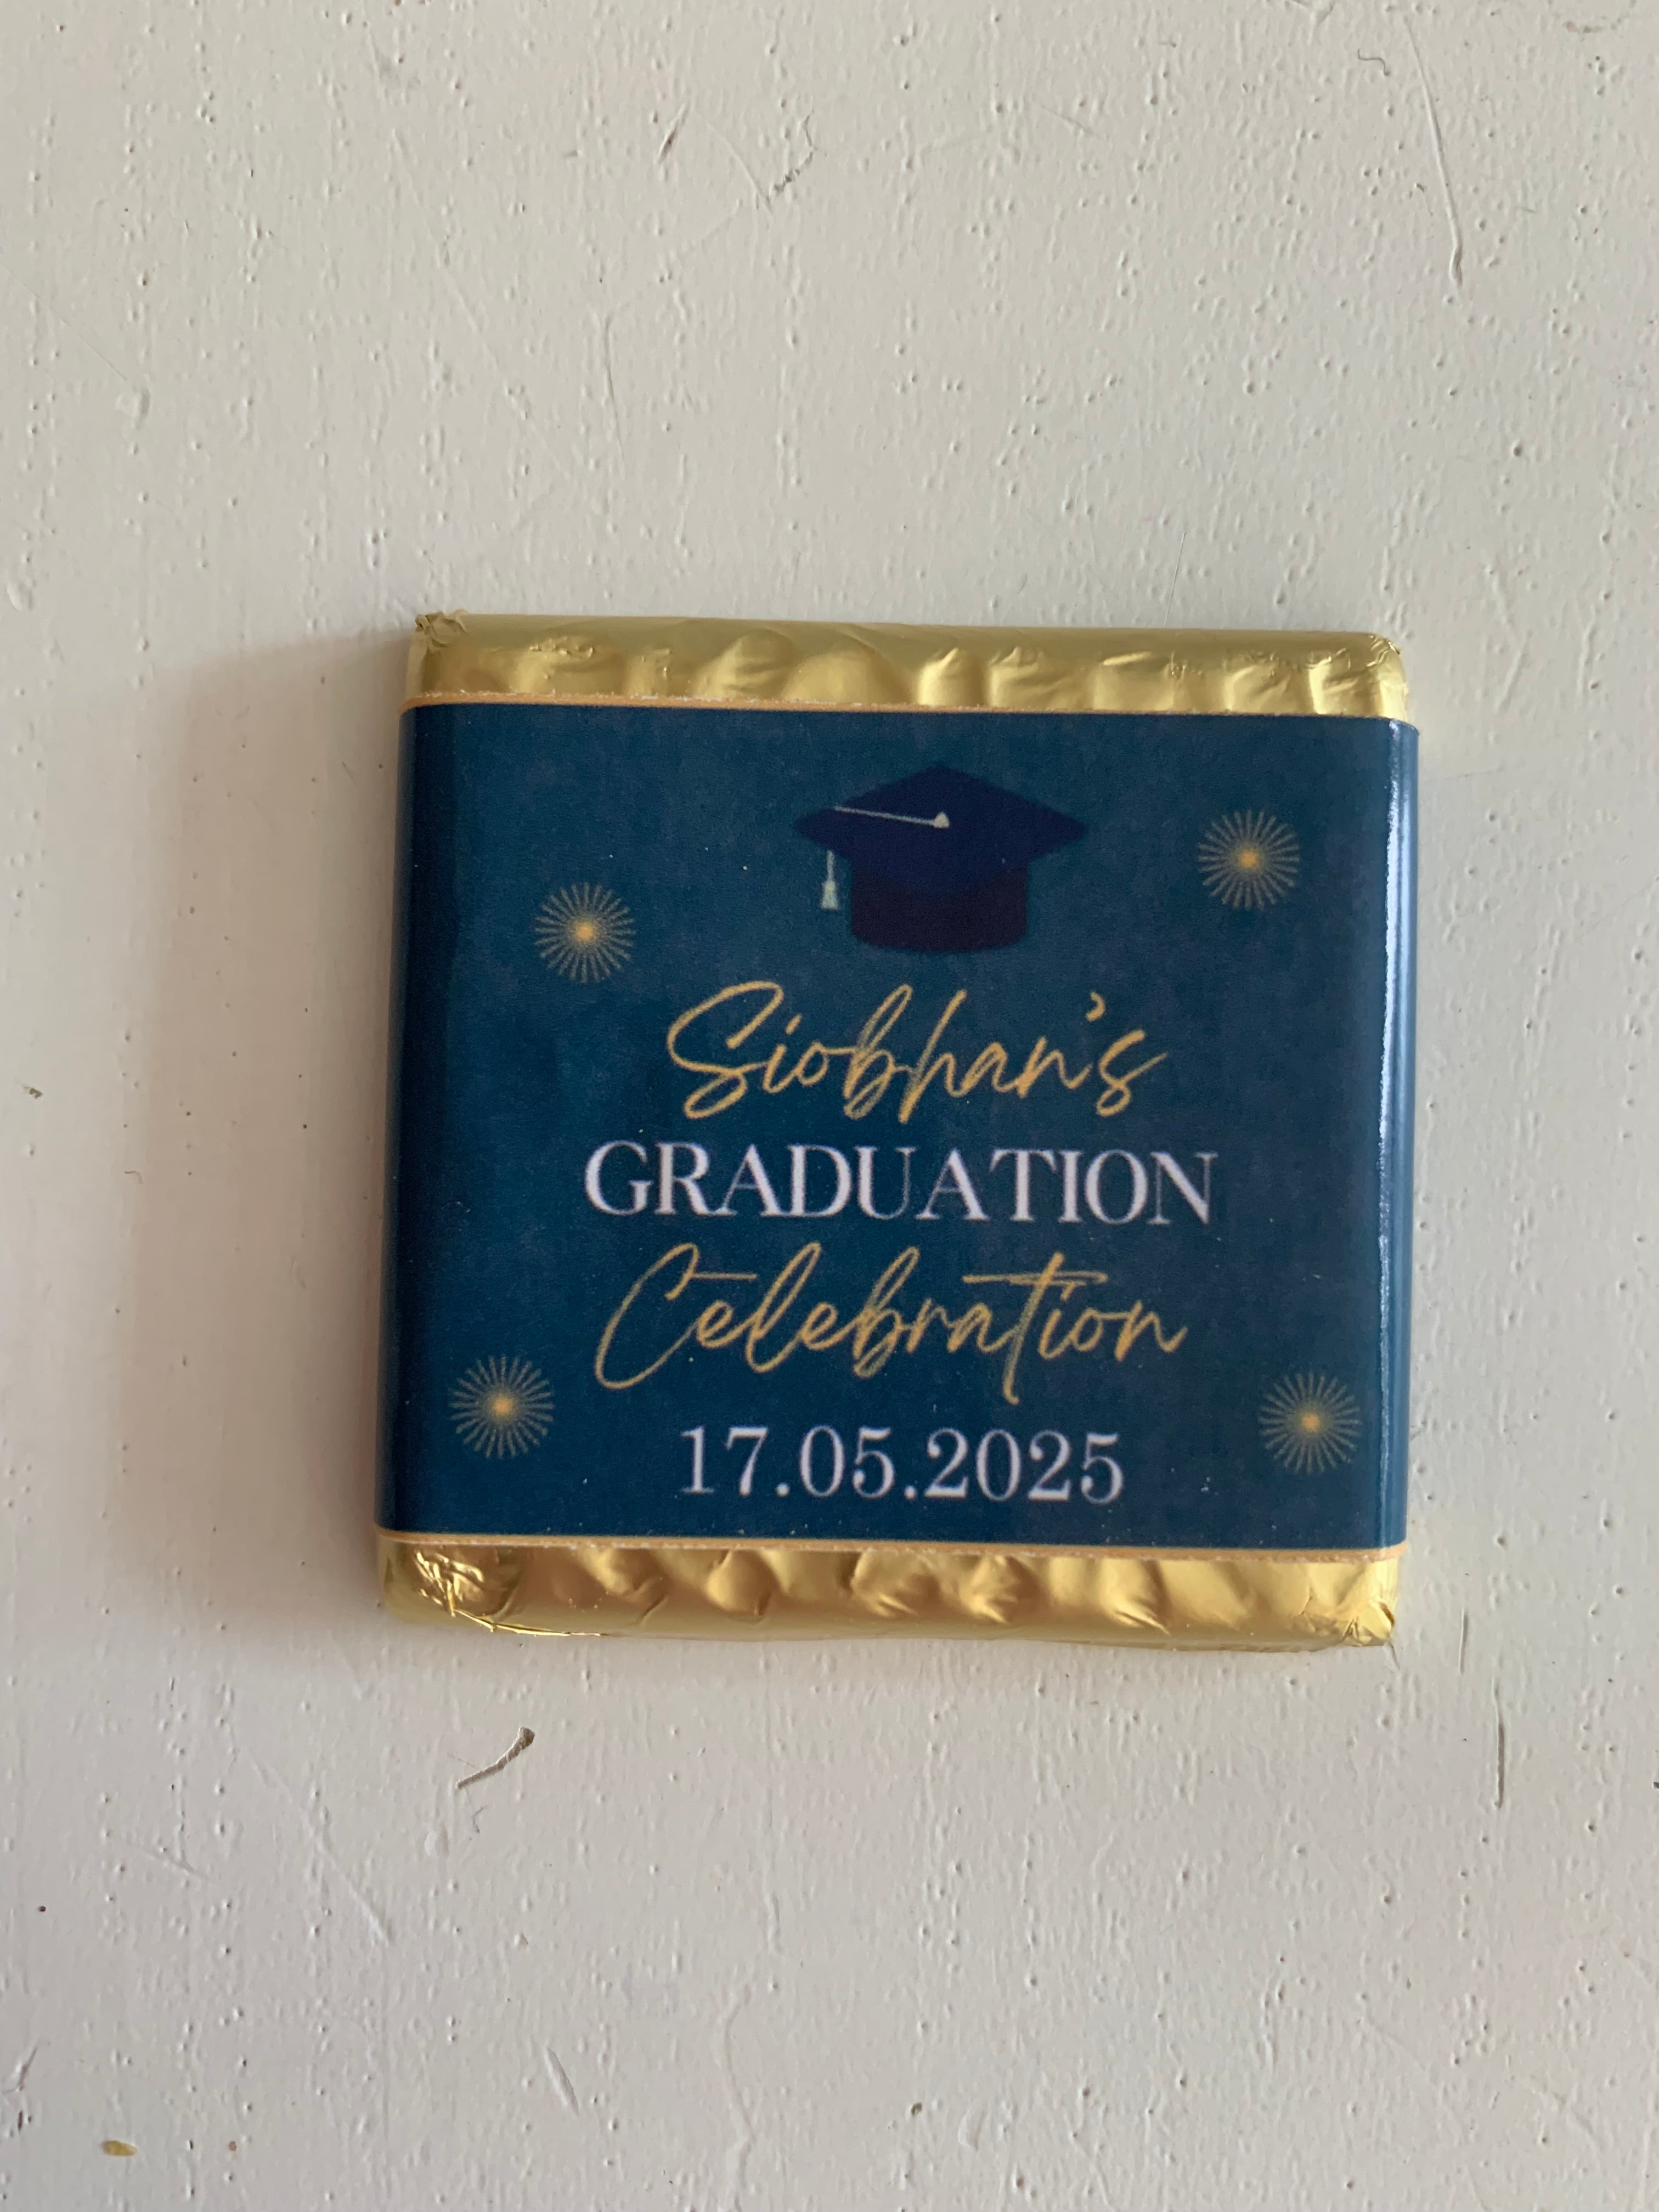 Siobhan's
GRADUATION
Celebration
17.05.2025